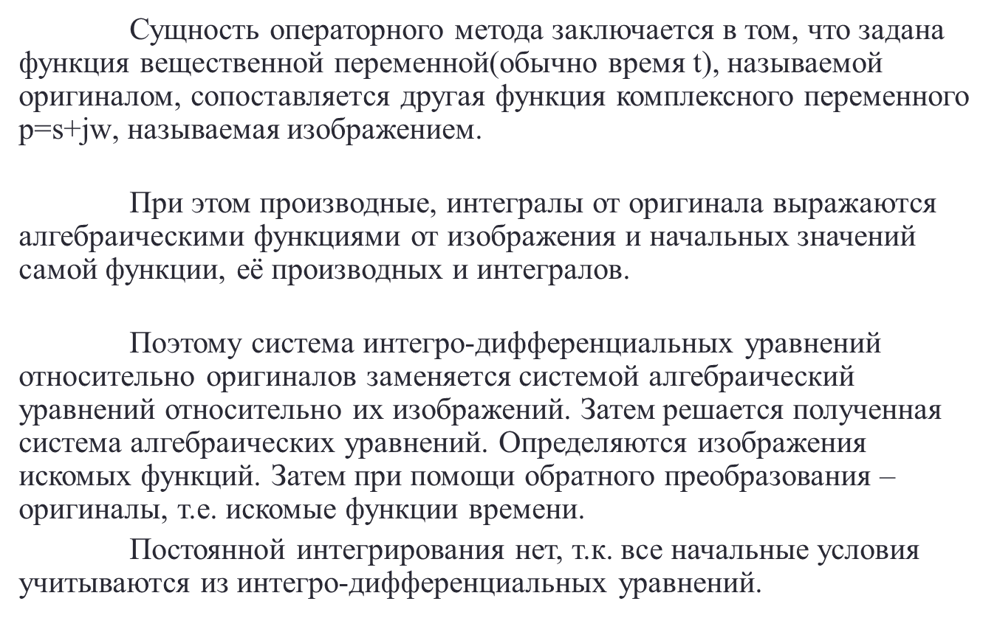 Сущность операторного метода заключается в том, что задана
функция вещественной переменной(обычно время t), называемой
оригиналом, сопоставляется другая функция комплексного переменного
p=s+jw, называемая изображением.
При этом производные, интегралы от оригинала выражаются
алгебраическими функциями от изображения и начальных значений
самой функции, её производных и интегралов.
Поэтому система интегро-дифференциальных уравнений
относительно оригиналов заменяется системой алгебраический
уравнений относительно их изображений. Затем решается полученная
система алгебраических уравнений. Определяются изображения
искомых функций. Затем при помощи обратного преобразования –
оригиналы, т.е. искомые функции времени.
Постоянной интегрирования нет, т.к. все начальные условия
учитываются из интегро-дифференциальных уравнений.